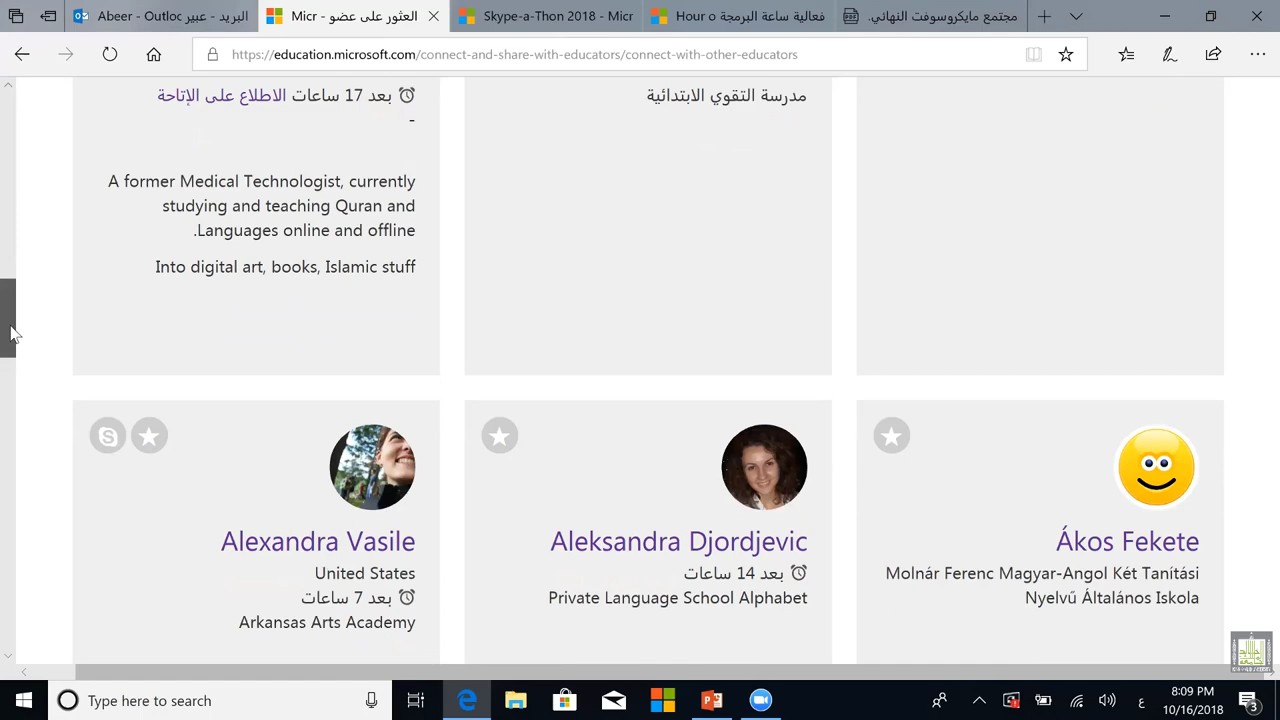 البريد - عبير - Outloc
العثور على عضو - Micr
Skype-a-Thon 2018 - Micr
فعالية ساعة البرمجة Hour o
مجتمع مايكروسوفت النهائي.
https://education.microsoft.com/connect-and-share-with-educators/connect-with-other-educators
بعد 17 ساعات الاطلاع على الإتاحة
-
A former Medical Technologist, currently
studying and teaching Quran and
.Languages online and offline
Into digital art, books, Islamic stuff
مدرسة التقوي الابتدائية
Alexandra Vasile
United States
بعد 7 ساعات
Arkansas Arts Academy
Aleksandra Djordjevic
بعد 14 ساعات
Private Language School Alphabet
Ákos Fekete
Molnár Ferenc Magyar-Angol Két Tanítási
Nyelvű Általános Iskola
Type here to search
ع
8:09 PM
10/16/2018
3